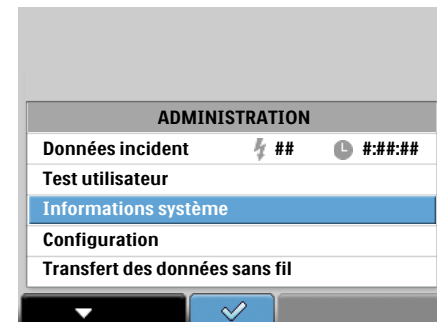 ADMINISTRATION
Données incident ## #:##:##
Test utilisateur
Informations système
Configuration
Transfert des données sans fil